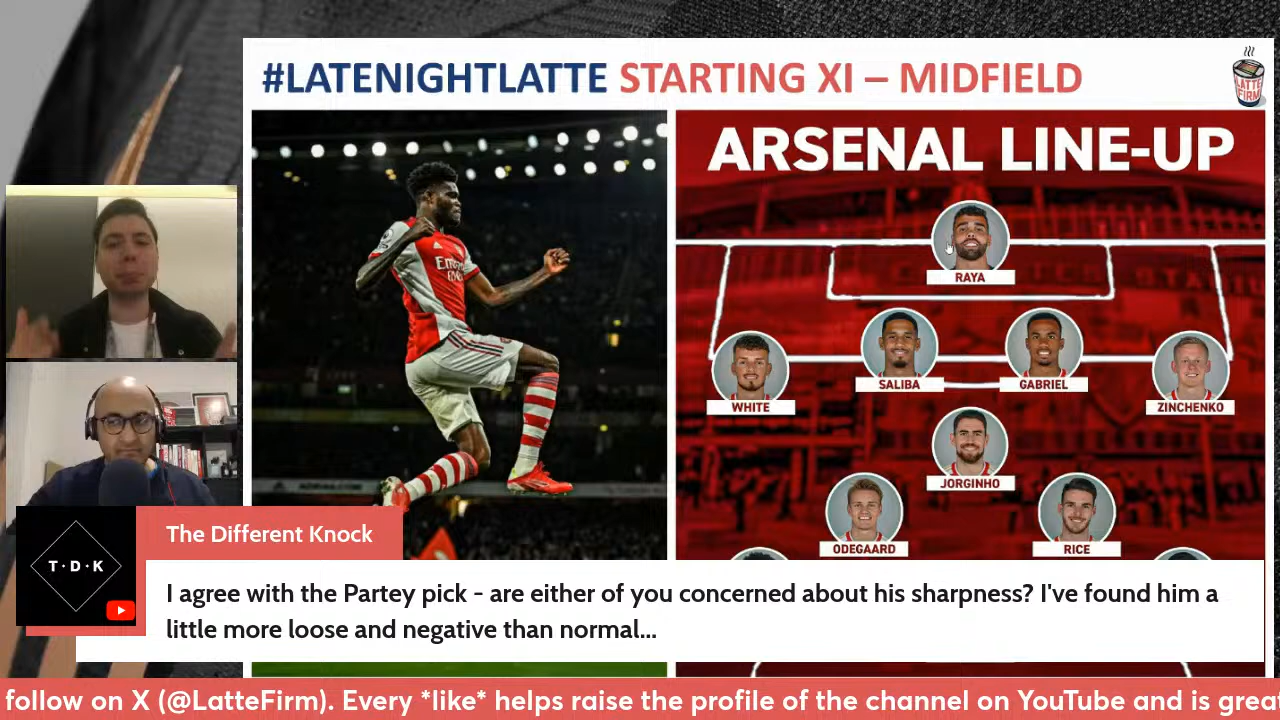 #LATENIGHTLATTE STARTING XI – MIDFIELD
LATTE
FIRM
ARSENAL LINE-UP
RAYA
SALIBA
GABRIEL
WHITE
ZINCHENKO
JORGINHO
ODEGAARD
RICE
T·D·K
The Different Knock
I agree with the Partey pick - are either of you concerned about his sharpness? I've found him a
little more loose and negative than normal...
follow on X (@LatteFirm). Every *like* helps raise the profile of the channel on YouTube and is grea